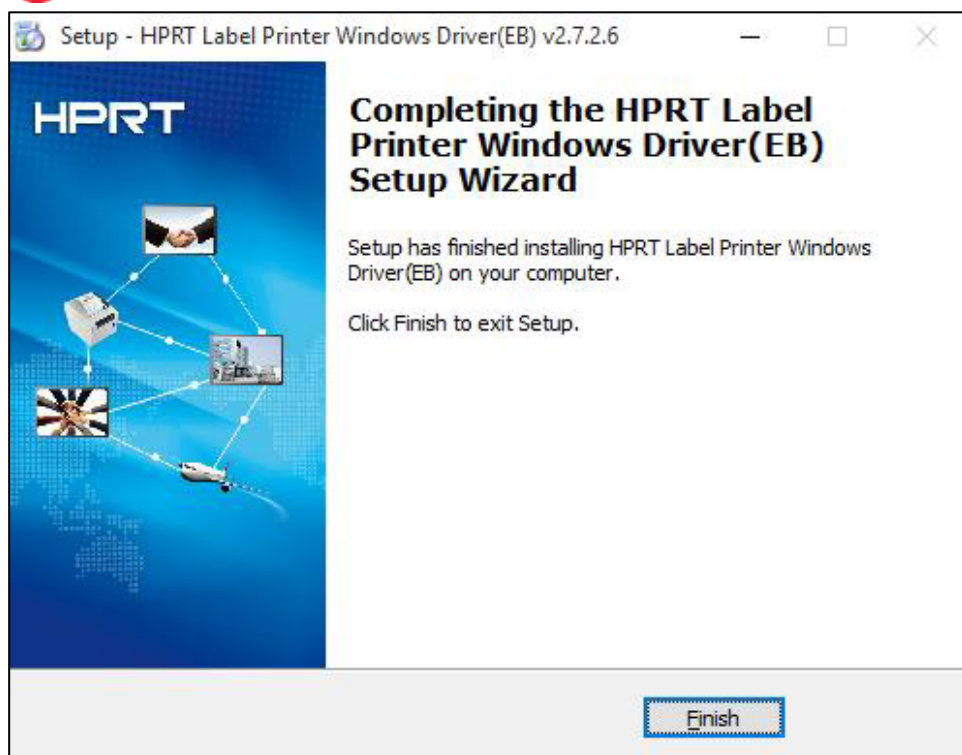 Setup - HPRT Label Printer Windows Driver(EB) v2.7.2.6
HPRT
Completing the HPRT Label
Printer Windows Driver(EB)
Setup Wizard
Setup has finished installing HPRT Label Printer Windows
Driver(EB) on your computer.
Click Finish to exit Setup.
Finish